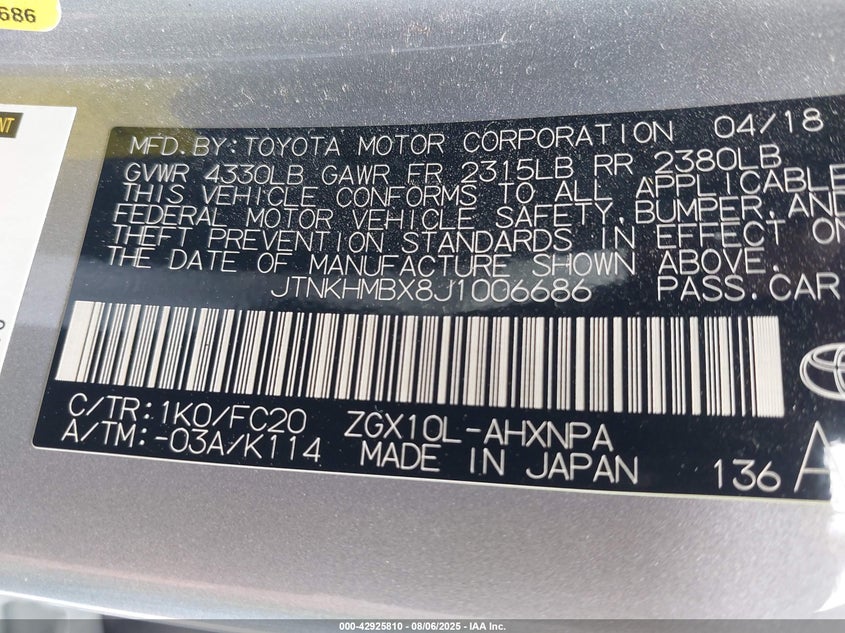 686
NT
MFD. BY: TOYOTA MOTOR CORPORATION 04/18
GVWR 4330LB GAWR FR 2315LB RR 2380LB
THIS VEHICLE CONFORMS TO ALL APPLICABLE
FEDERAL MOTOR VEHICLE SAFETY, BUMPER, AND
THEFT PREVENTION STANDARDS IN EFFECT ON
THE DATE OF MANUFACTURE SHOWN ABOVE.
JTNKHMBX8J1006686 PASS. CAR
C/TR: 1K0/FC20 ZGX10L-AHXNPA
A/TM: -03A/K114 MADE IN JAPAN 136 A
000-42925810 - 08/06/2025 - IAA Inc.